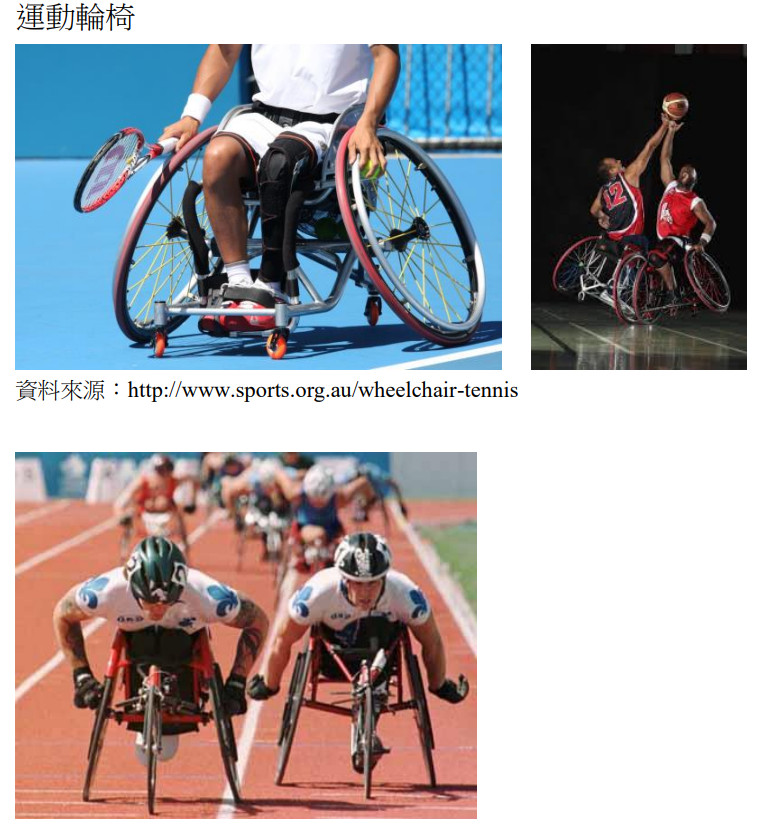 運動輪椅
12
資料來源：http://www.sports.org.au/wheelchair-tennis